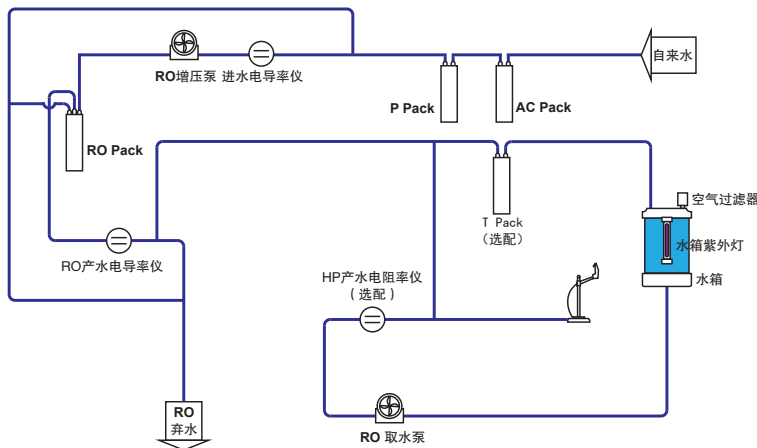 自来水
RO增压泵 进水电导率仪
P Pack
AC Pack
RO Pack
空气过滤器
T Pack
（选配）
水箱紫外灯
RO产水电导率仪
HP产水电阻率仪
( 选配 )
水箱
RO
弃水
RO 取水泵